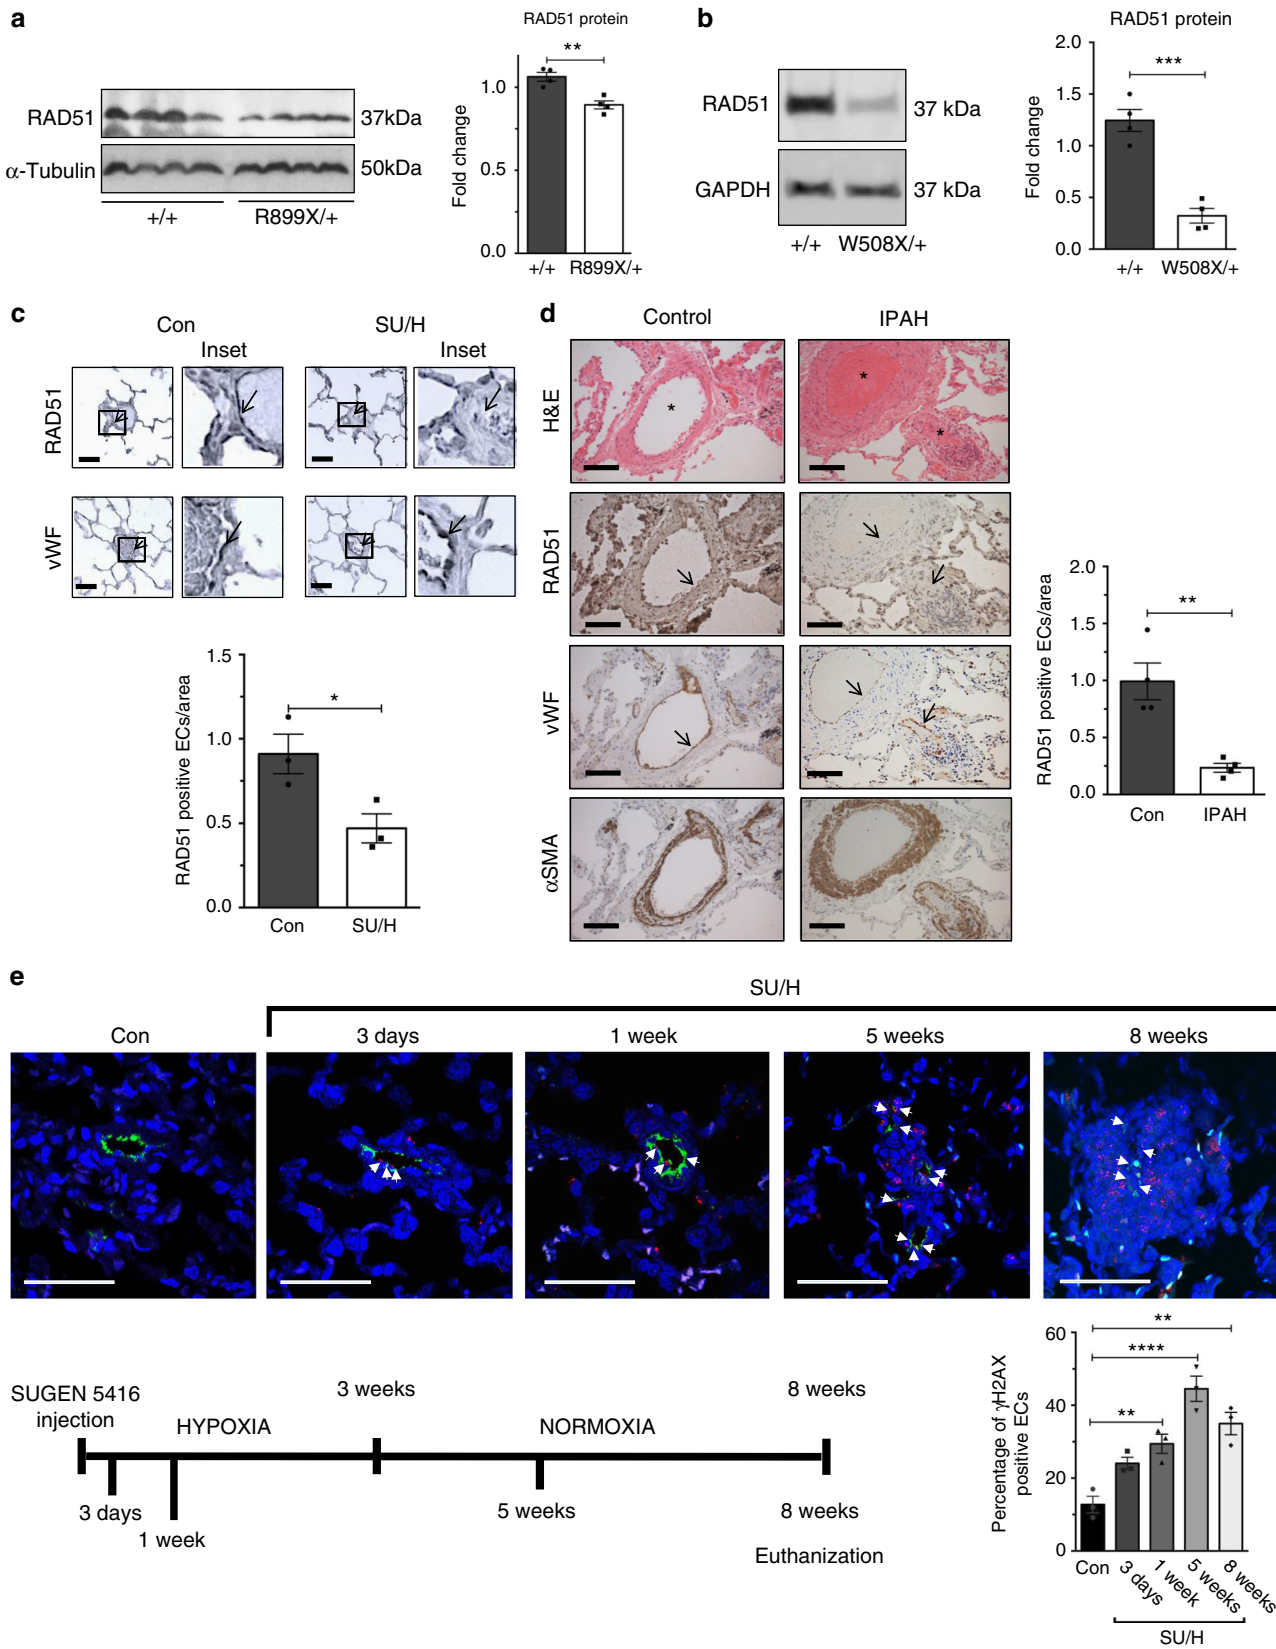 a
RAD51
37kDa
α-Tubulin
50kDa
+/+
R899X/+
RAD51 protein
**
Fold change
1.0
0.5
0.0
+/+
R899X/+
b
RAD51
37 kDa
GAPDH
37 kDa
+/+
W508X/+
RAD51 protein
***
Fold change
2.0
1.5
1.0
0.5
0.0
+/+
W508X/+
c
Con
SU/H
Inset
Inset
RAD51
vWF
RAD51 positive ECs/area
1.5
1.0
0.5
0.0
*
Con
SU/H
d
Control
IPAH
H&E
*
*
*
RAD51
vWF
αSMA
RAD51 positive ECs/area
2.0
1.5
1.0
0.5
0.0
**
Con
IPAH
e
SU/H
Con
3 days
1 week
5 weeks
8 weeks
SUGEN 5416
injection
HYPOXIA
3 weeks
NORMOXIA
8 weeks
3 days
1 week
5 weeks
8 weeks
Euthanization
Percentage of γH2AX
positive ECs
60
40
20
0
**
****
**
Con
3 days
1 week
5 weeks
8 weeks
SU/H